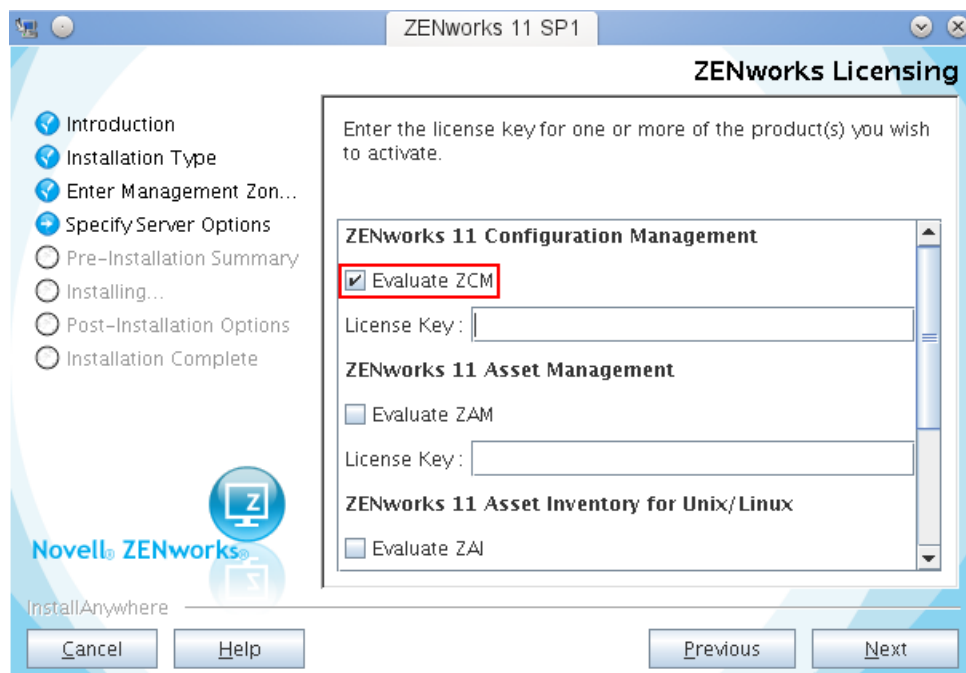 ZENworks 11 SP1
ZENworks Licensing
Introduction
Installation Type
Enter Management Zon...
Specify Server Options
Pre-Installation Summary
Installing...
Post-Installation Options
Installation Complete
Enter the license key for one or more of the product(s) you wish
to activate.
ZENworks 11 Configuration Management
Evaluate ZCM
License Key :
ZENworks 11 Asset Management
Evaluate ZAM
License Key :
ZENworks 11 Asset Inventory for Unix/Linux
Evaluate ZAI
Z
Novell® ZENworks®
InstallAnywhere
Cancel
Help
Previous
Next